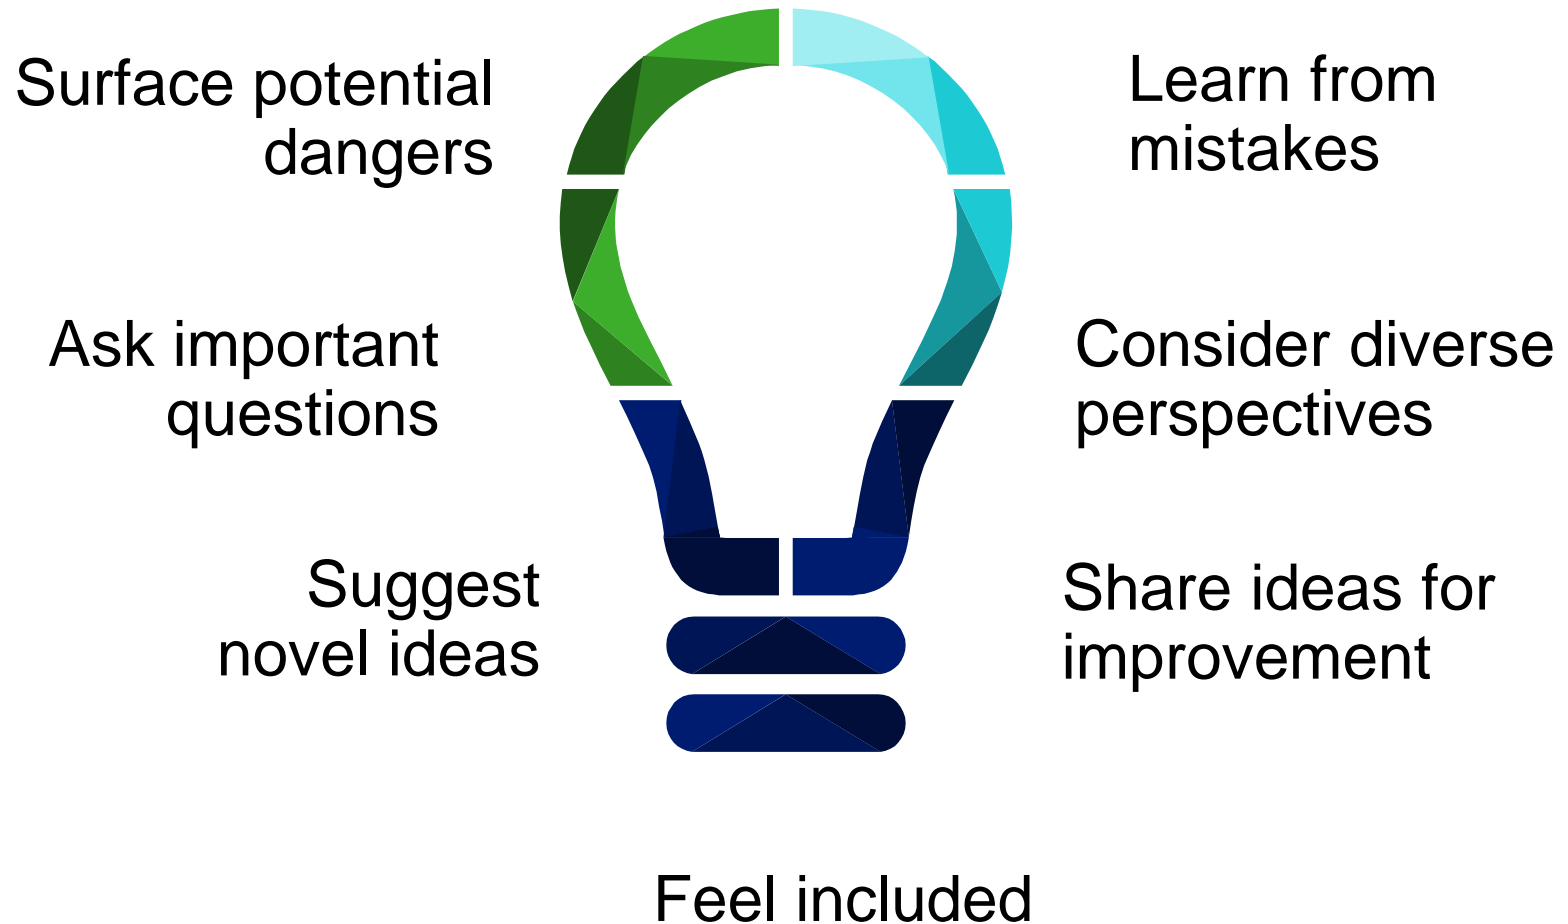 Surface potential
dangers
Learn from
mistakes
Ask important
questions
Consider diverse
perspectives
Suggest
novel ideas
Share ideas for
improvement
Feel included